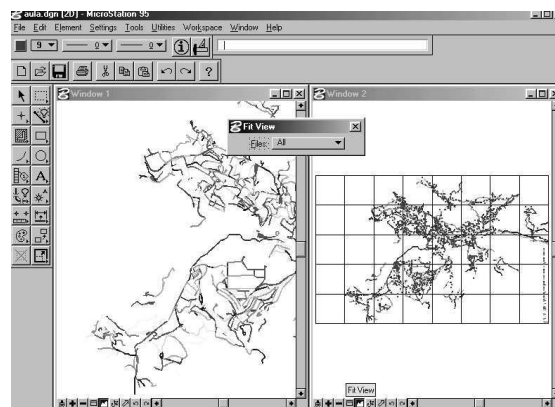 aula.dgn (2D) - MicroStation 95
File Edit Element Settings Tools Utilities Workspace Window Help
9 0 0
Window 1
Window 2
Fit View
Files: All
Fit View